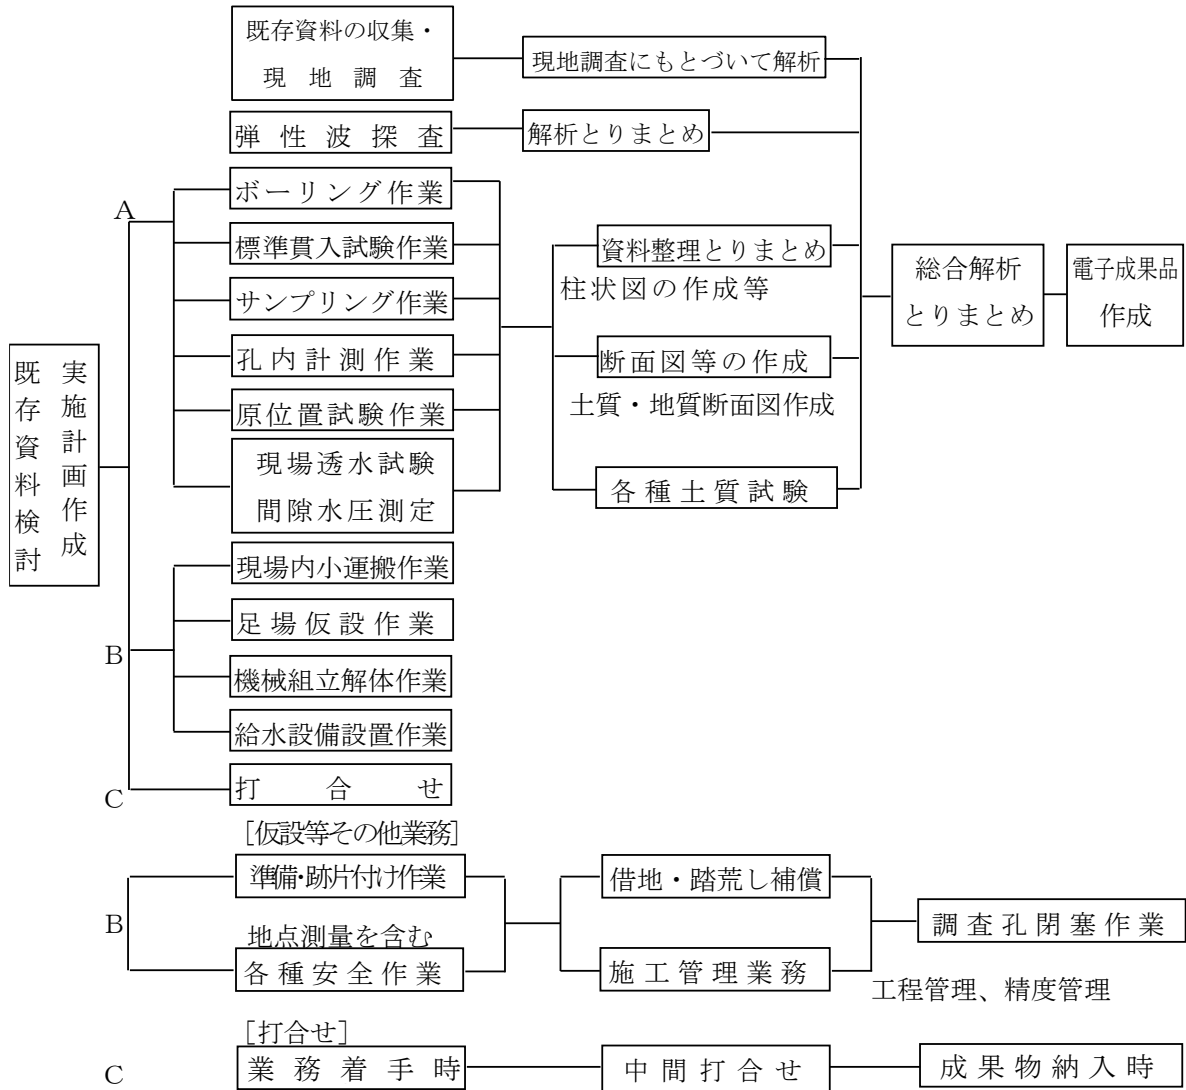 既存資料の収集・
現地調査
現地調査にもとづいて解析
弾性波探査
解析とりまとめ
A
ボーリング作業
標準貫入試験作業
サンプリング作業
孔内計測作業
原位置試験作業
現場透水試験
間隙水圧測定
資料整理とりまとめ
柱状図の作成等
断面図等の作成
土質・地質断面図作成
各種土質試験
総合解析
とりまとめ
電子成果品
作成
実施計画作成
既存資料検討
B
現場内小運搬作業
足場仮設作業
機械組立解体作業
給水設備設置作業
C
打合せ
[仮設等その他業務]
B
準備・跡片付け作業
地点測量を含む
各種安全作業
借地・踏荒し補償
施工管理業務
調査孔閉塞作業
工程管理、精度管理
[打合せ]
C
業務着手時
中間打合せ
成果物納入時